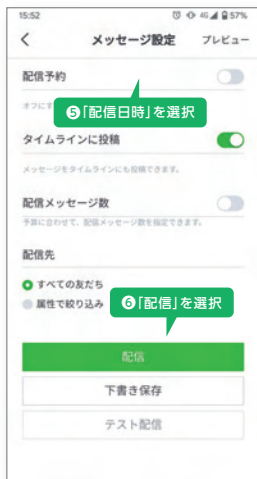 15:52 4G 57%
メッセージ設定 プレビュー
配信予約
オフにす
❺「配信日時」を選択
タイムラインに投稿
メッセージをタイムラインにも投稿できます。
配信メッセージ数
予算に合わせて、配信メッセージ数を指定できます。
配信先
すべての友だち
属性で絞り込み
❻「配信」を選択
配信
下書き保存
テスト配信